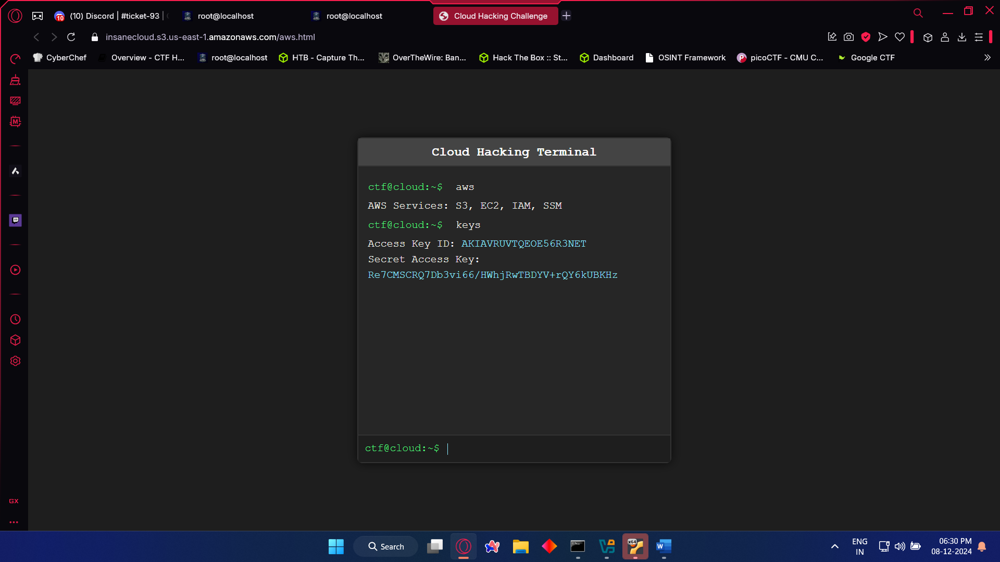 (10) Discord | #ticket-93 |
root@localhost
root@localhost
Cloud Hacking Challenge
insanecloud.s3.us-east-1.amazonaws.com/aws.html
CyberChef
Overview - CTF H...
root@localhost
HTB - Capture Th...
OverTheWire: Ban...
Hack The Box :: St...
Dashboard
OSINT Framework
picoCTF - CMU C...
Google CTF
Cloud Hacking Terminal
ctf@cloud:~$ aws
AWS Services: S3, EC2, IAM, SSM
ctf@cloud:~$ keys
Access Key ID: AKIAVRUVTQEOE56R3NET
Secret Access Key:
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
ctf@cloud:~$
GX
Search
ENG
IN
06:30 PM
08-12-2024